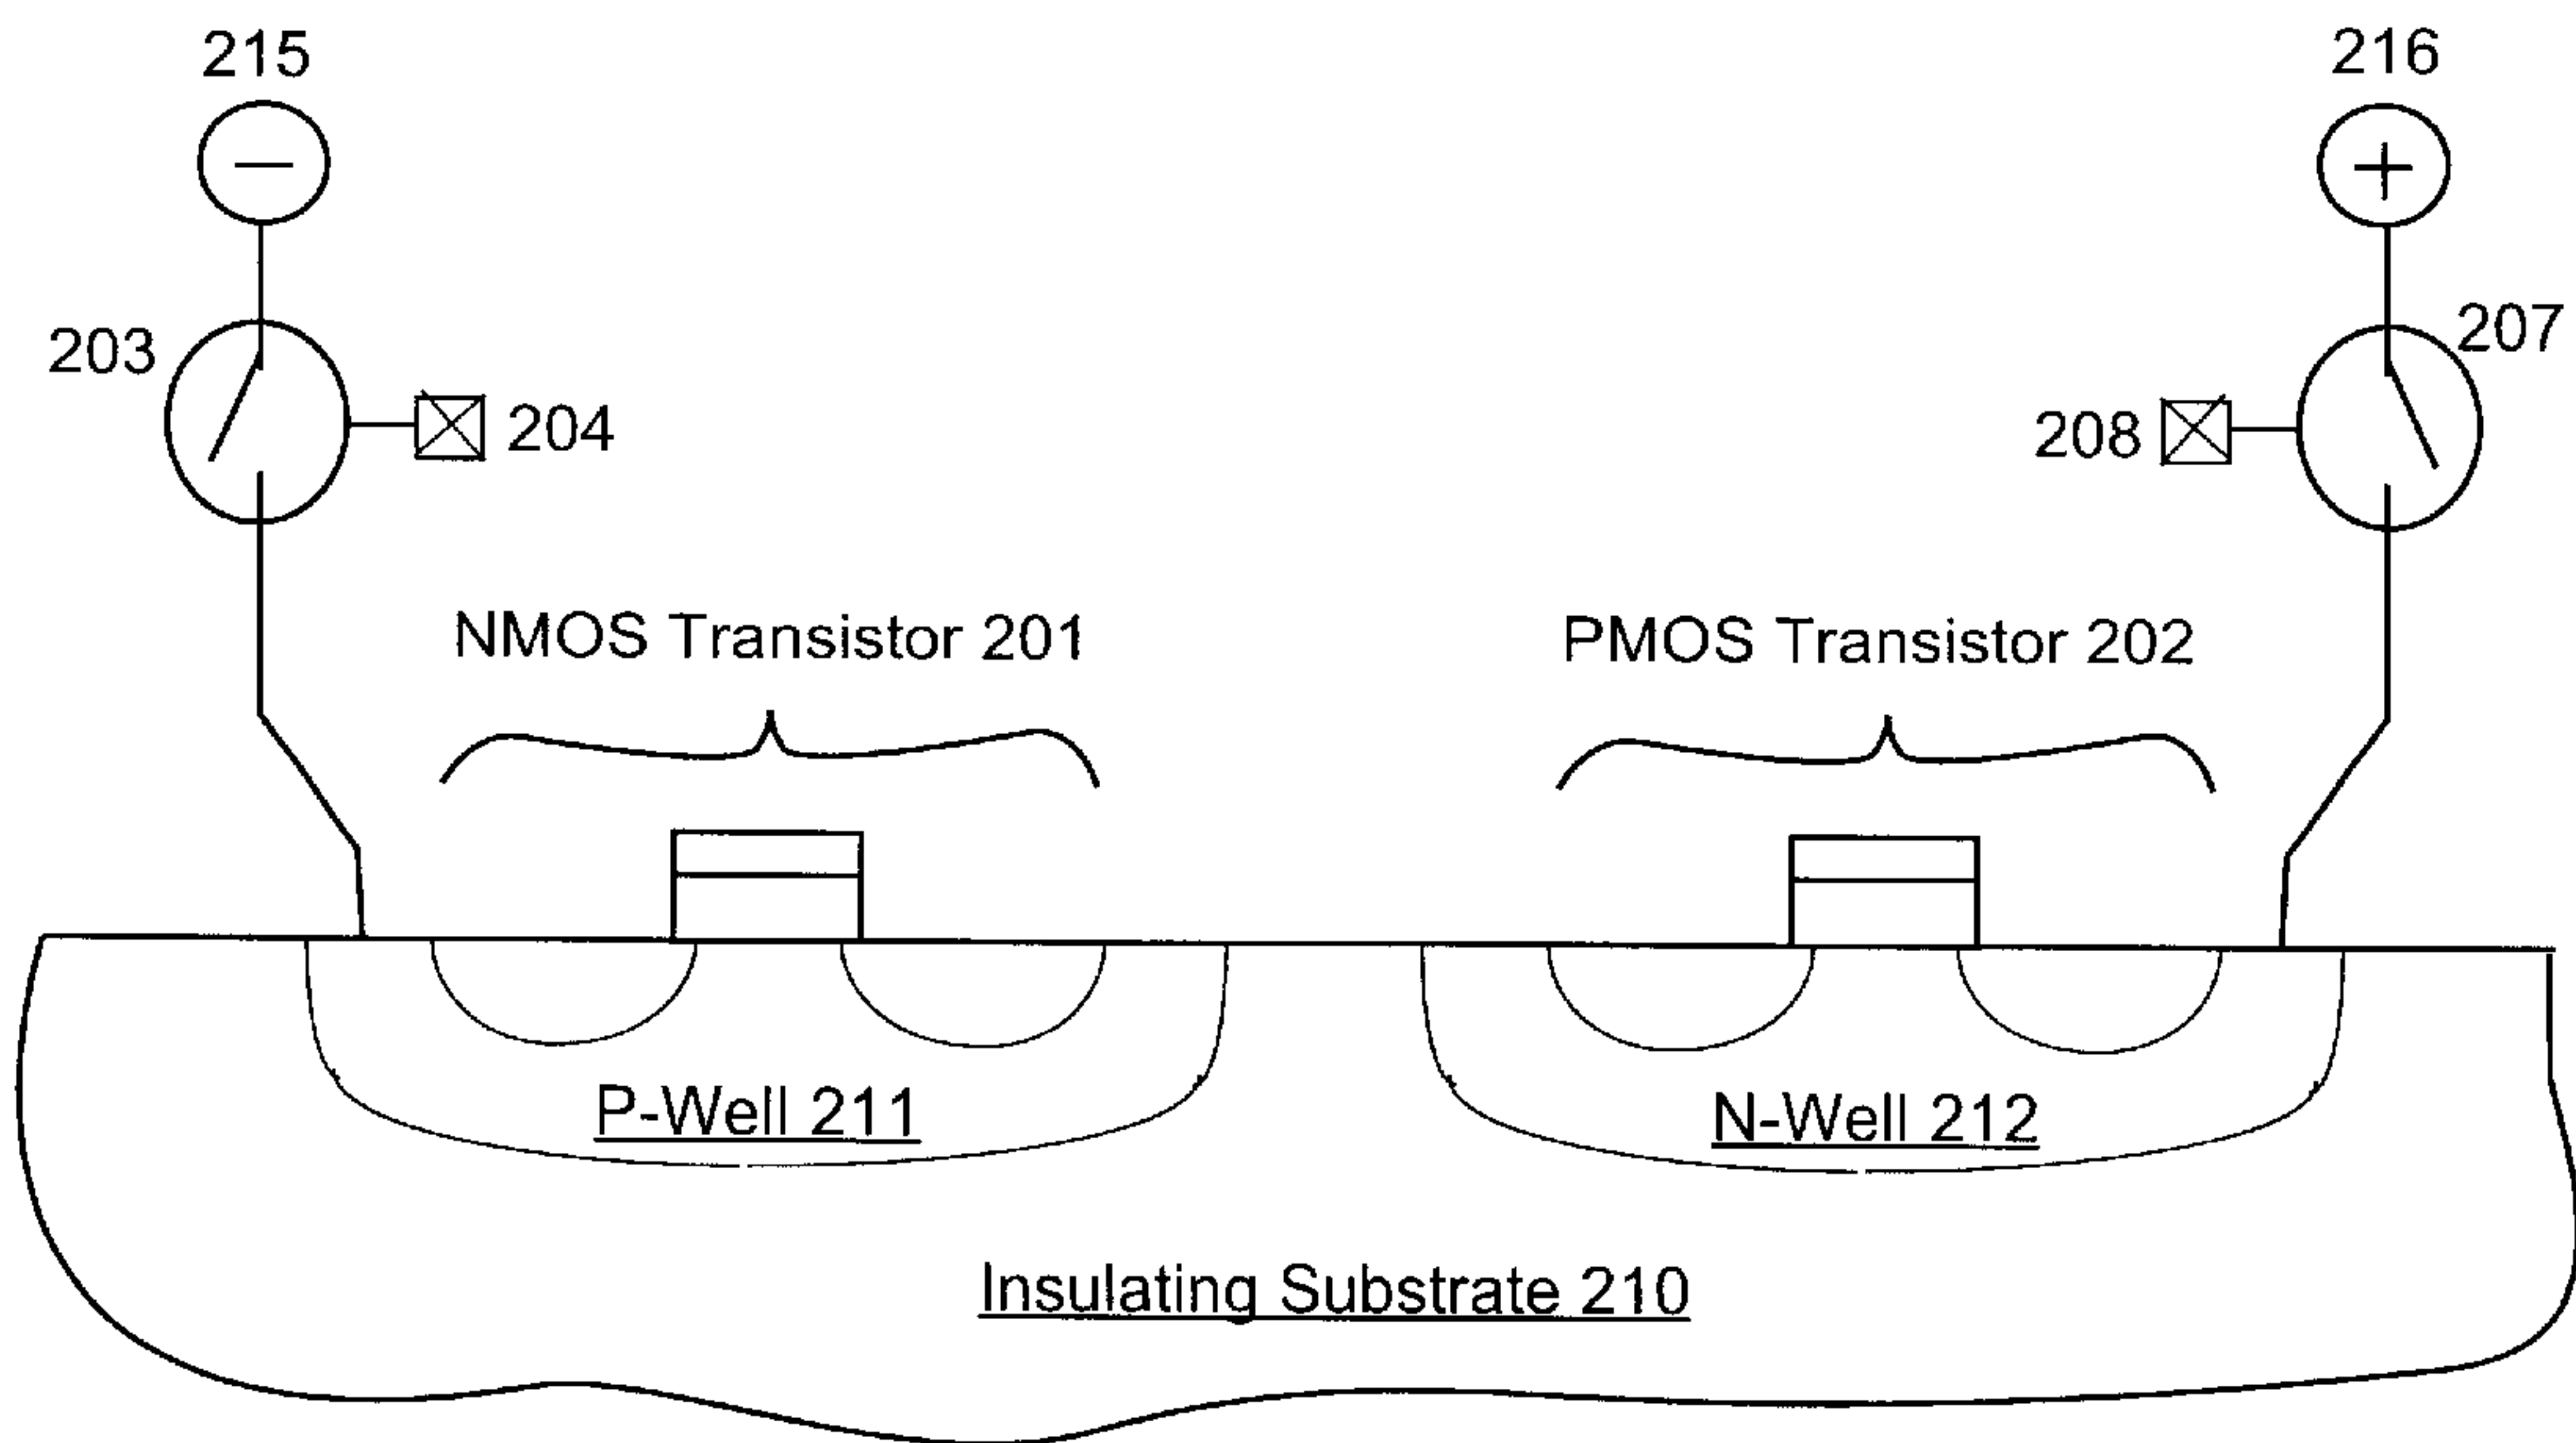 215
216
203
207
204
208
NMOS Transistor 201
PMOS Transistor 202
P-Well 211
N-Well 212
Insulating Substrate 210